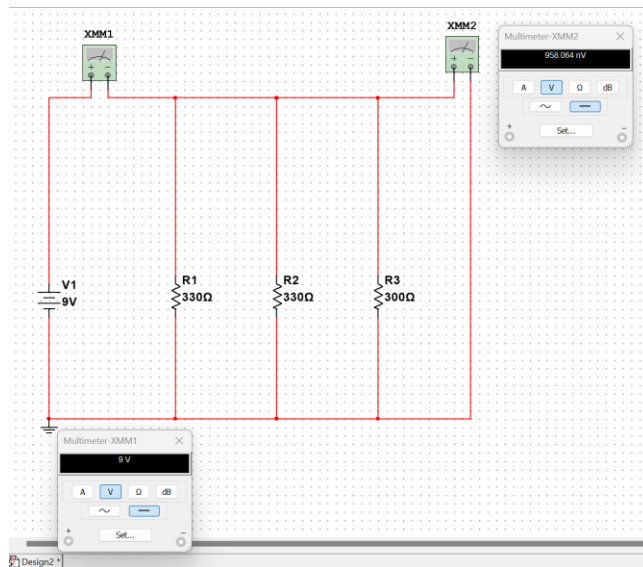 XMM1
XMM2
Multimeter-XMM2
958.064 nV
A V Ω dB
+ Set... −
V1
9V
R1
330Ω
R2
330Ω
R3
300Ω
Multimeter-XMM1
9 V
A V Ω dB
+ Set... −
Design2 *